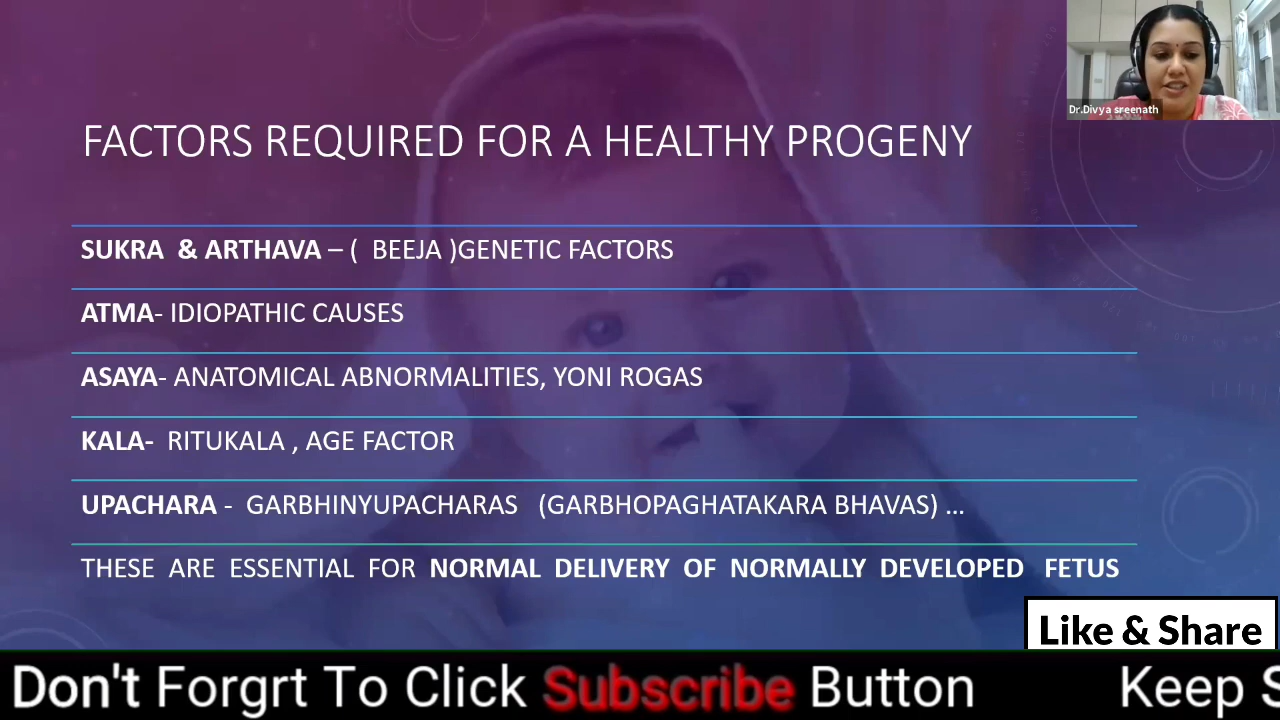 Dr.Divya sreenath
FACTORS REQUIRED FOR A HEALTHY PROGENY
SUKRA & ARTHAVA – ( BEEJA )GENETIC FACTORS
ATMA- IDIOPATHIC CAUSES
ASAYA- ANATOMICAL ABNORMALITIES, YONI ROGAS
KALA- RITUKALA , AGE FACTOR
UPACHARA - GARBHINYUPACHARAS (GARBHOPAGHATAKARA BHAVAS) ...
THESE ARE ESSENTIAL FOR NORMAL DELIVERY OF NORMALLY DEVELOPED FETUS
Like & Share
Don't Forgrt To Click Subscribe Button Keep